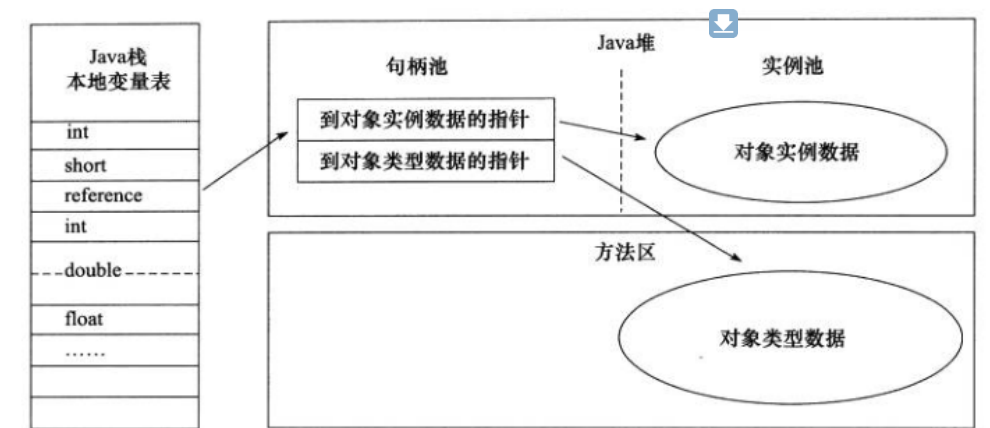 Java栈
本地变量表
int
short
reference
int
double
float
……
Java堆
句柄池
实例池
到对象实例数据的指针
到对象类型数据的指针
对象实例数据
方法区
对象类型数据